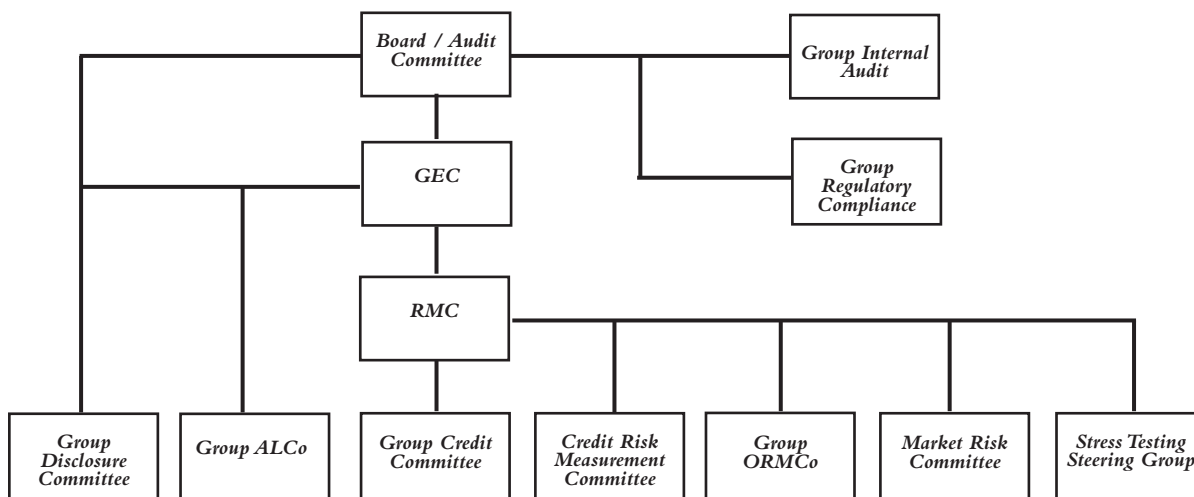 Board / Audit
Committee
Group Internal
Audit
GEC
Group
Regulatory
Compliance
RMC
Group
Disclosure
Committee
Group ALCo
Group Credit
Committee
Credit Risk
Measurement
Committee
Group
ORMCo
Market Risk
Committee
Stress Testing
Steering Group